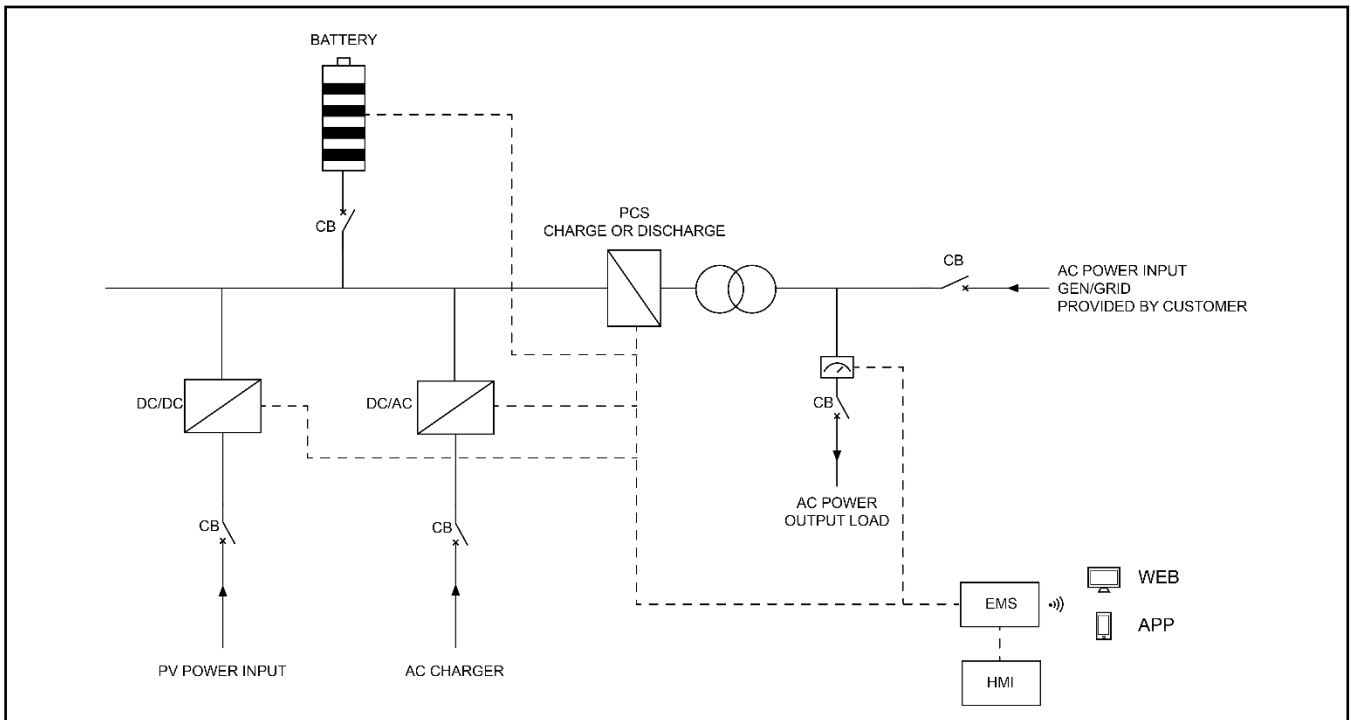 BATTERY
CB
PCS
CHARGE OR DISCHARGE
CB
AC POWER INPUT
GEN/GRID
PROVIDED BY CUSTOMER
DC/DC
DC/AC
CB
AC POWER
OUTPUT LOAD
CB
CB
PV POWER INPUT
AC CHARGER
EMS
WEB
APP
HMI